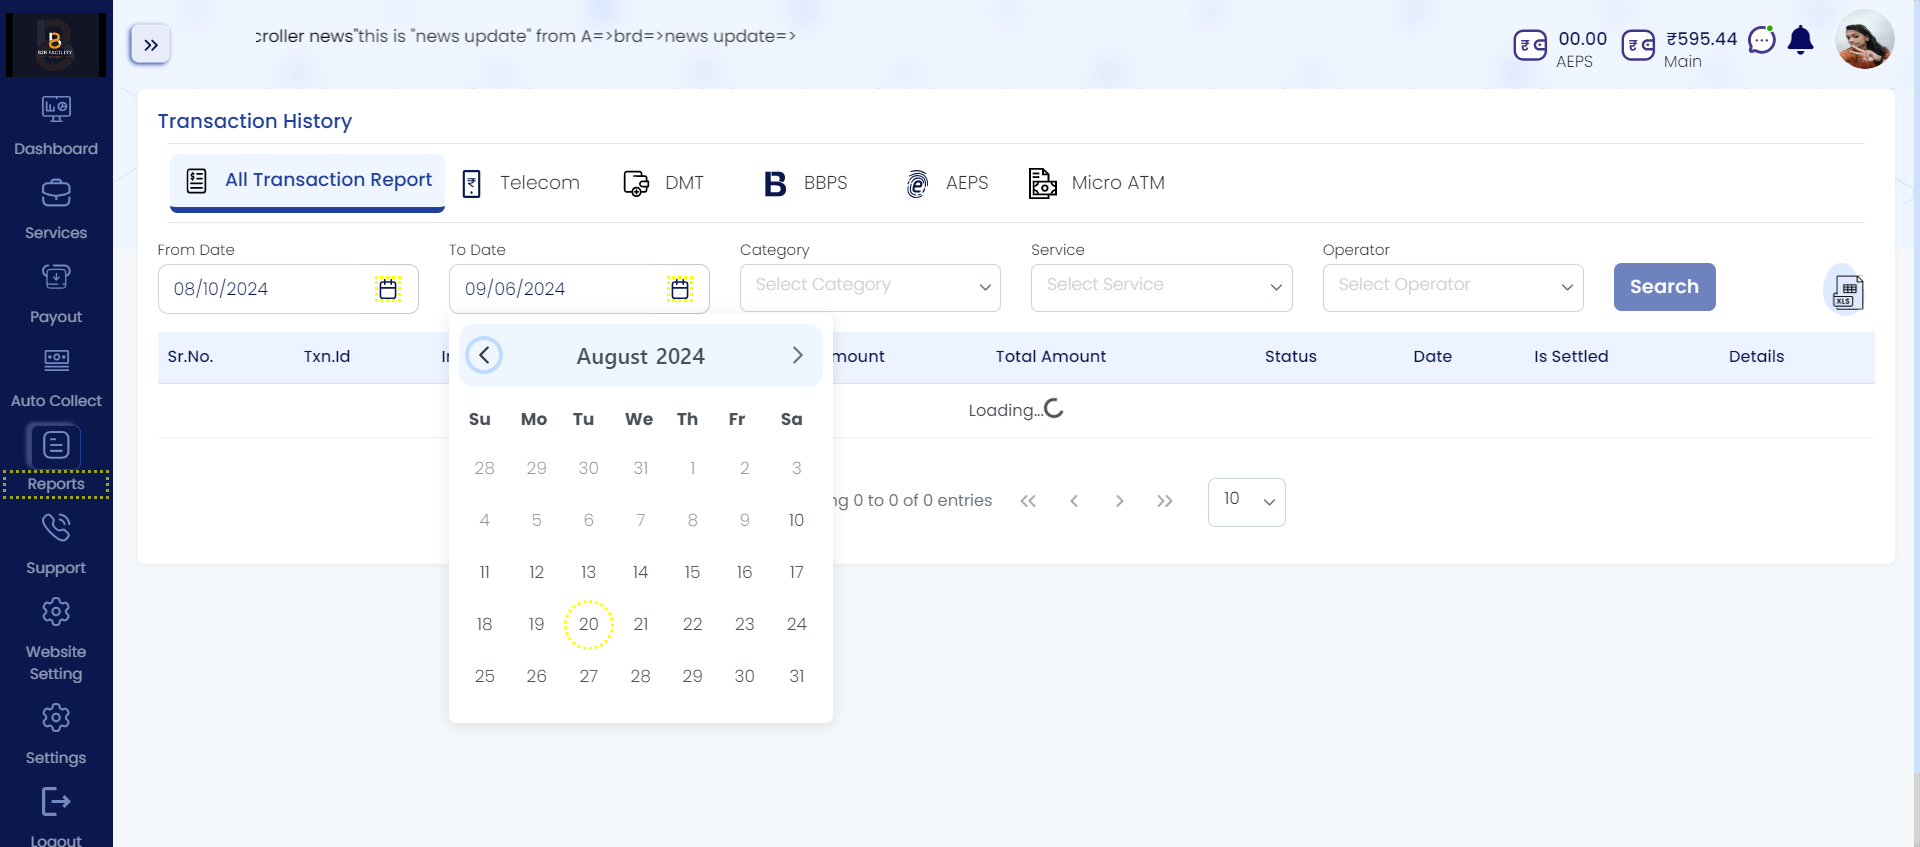 B2B FACILITY
croller news"this is "news update" from A=>brd=>news update=>
00.00
AEPS
₹595.44
Main
Dashboard
Services
Payout
Auto Collect
Reports
Support
Website
Setting
Settings
Logout
Transaction History
All Transaction Report
Telecom
DMT
BBPS
AEPS
Micro ATM
From Date
To Date
Category
Service
Operator
08/10/2024
09/06/2024
Select Category
Select Service
Select Operator
Search
XLS
Sr.No. Txn.Id mount Total Amount Status Date Is Settled Details
Loading...
ng 0 to 0 of 0 entries
10
August 2024
Su Mo Tu We Th Fr Sa
28 29 30 31 1 2 3
4 5 6 7 8 9 10
11 12 13 14 15 16 17
18 19 20 21 22 23 24
25 26 27 28 29 30 31